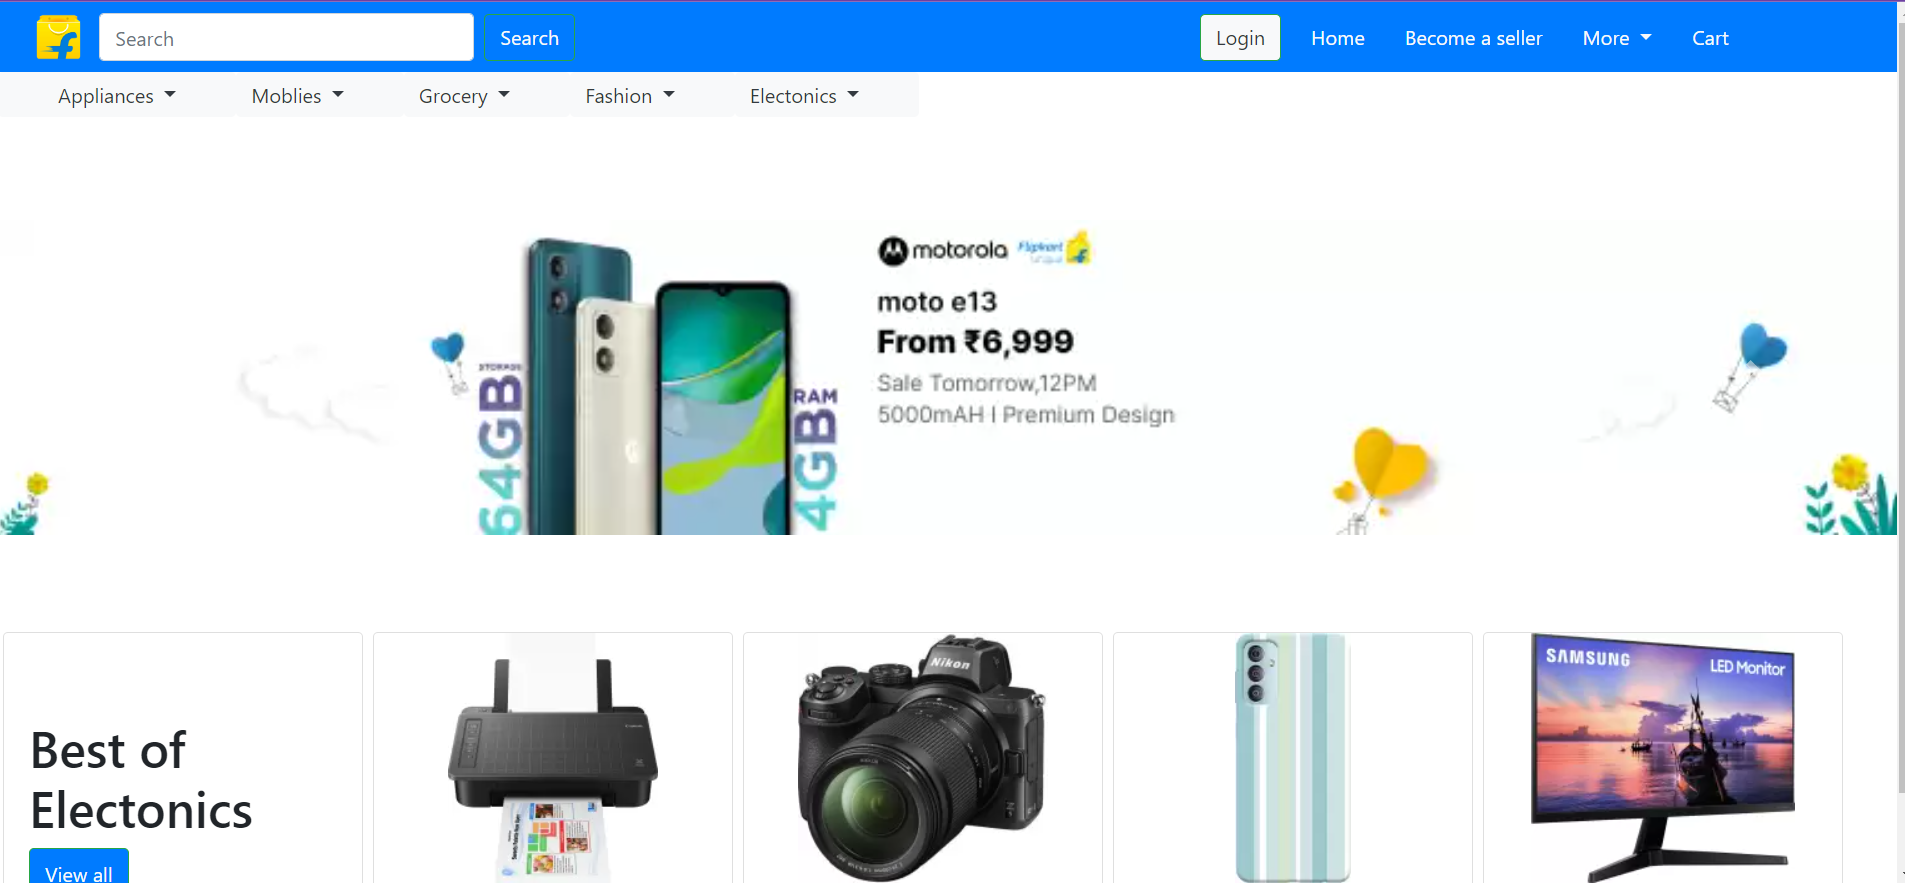 Search
Search
Login
Home
Become a seller
More
Cart
Appliances
Moblies
Grocery
Fashion
Electonics
motorola Flipkart
Unique
moto e13
From ₹6,999
Sale Tomorrow,12PM
5000mAH I Premium Design
STORAGE
64GB
RAM
4GB
Best of
Electonics
View all
Nikon
SAMSUNG
LED Monitor